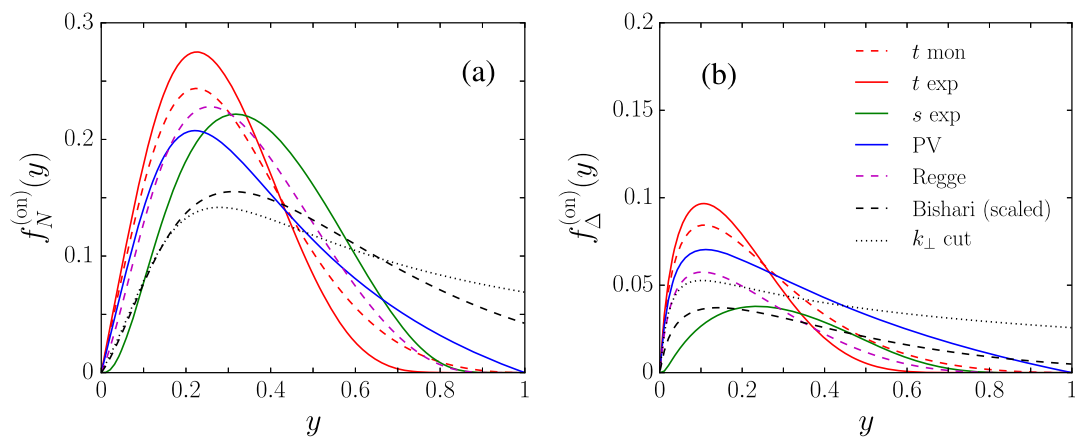 0.3
0.2
0.1
0
0 0.2 0.4 0.6 0.8 1
y
f_N^{(on)}(y)
(a)
0.2
0.15
0.1
0.05
0
0 0.2 0.4 0.6 0.8 1
y
f_Δ^{(on)}(y)
(b)
t mon
t exp
s exp
PV
Regge
Bishari (scaled)
k_⊥ cut